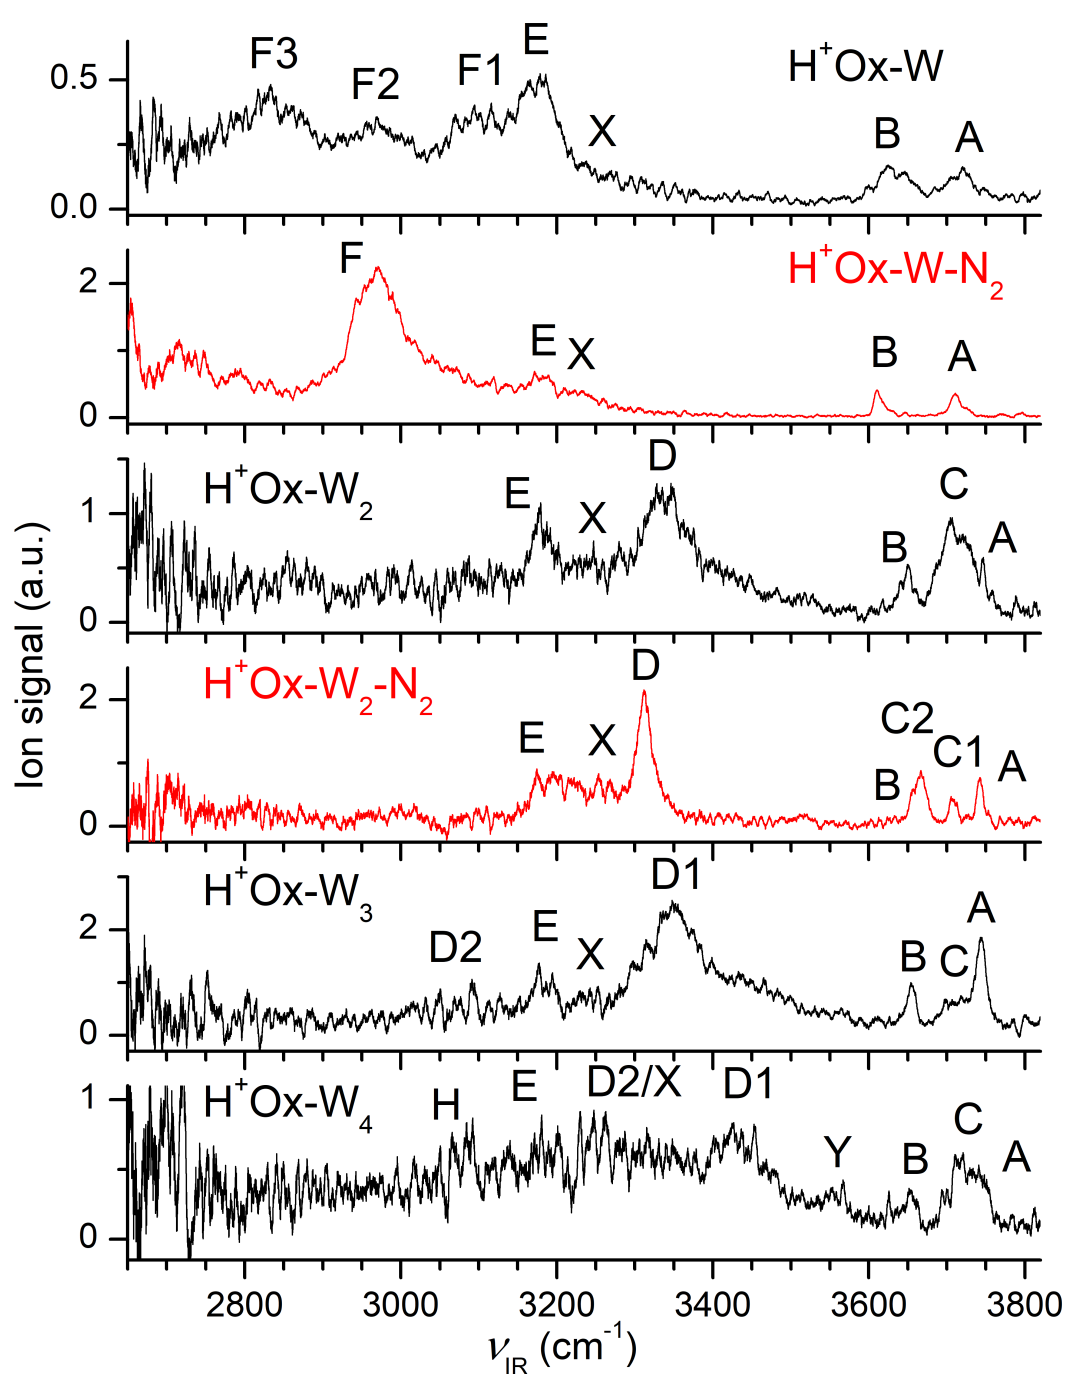 E
F3
F2
F1
X
B
A
H⁺Ox-W
0.5
0.0
F
E
X
B
A
H⁺Ox-W-N₂
2
0
H⁺Ox-W₂
E
X
D
B
C
A
1
0
H⁺Ox-W₂-N₂
E
X
D
C2
B
C1
A
2
0
H⁺Ox-W₃
D2
E
X
D1
B
C
A
2
0
H⁺Ox-W₄
H
E
D2/X
D1
Y
B
C
A
1
0
Ion signal (a.u.)
2800 3000 3200 3400 3600 3800
νIR (cm⁻¹)